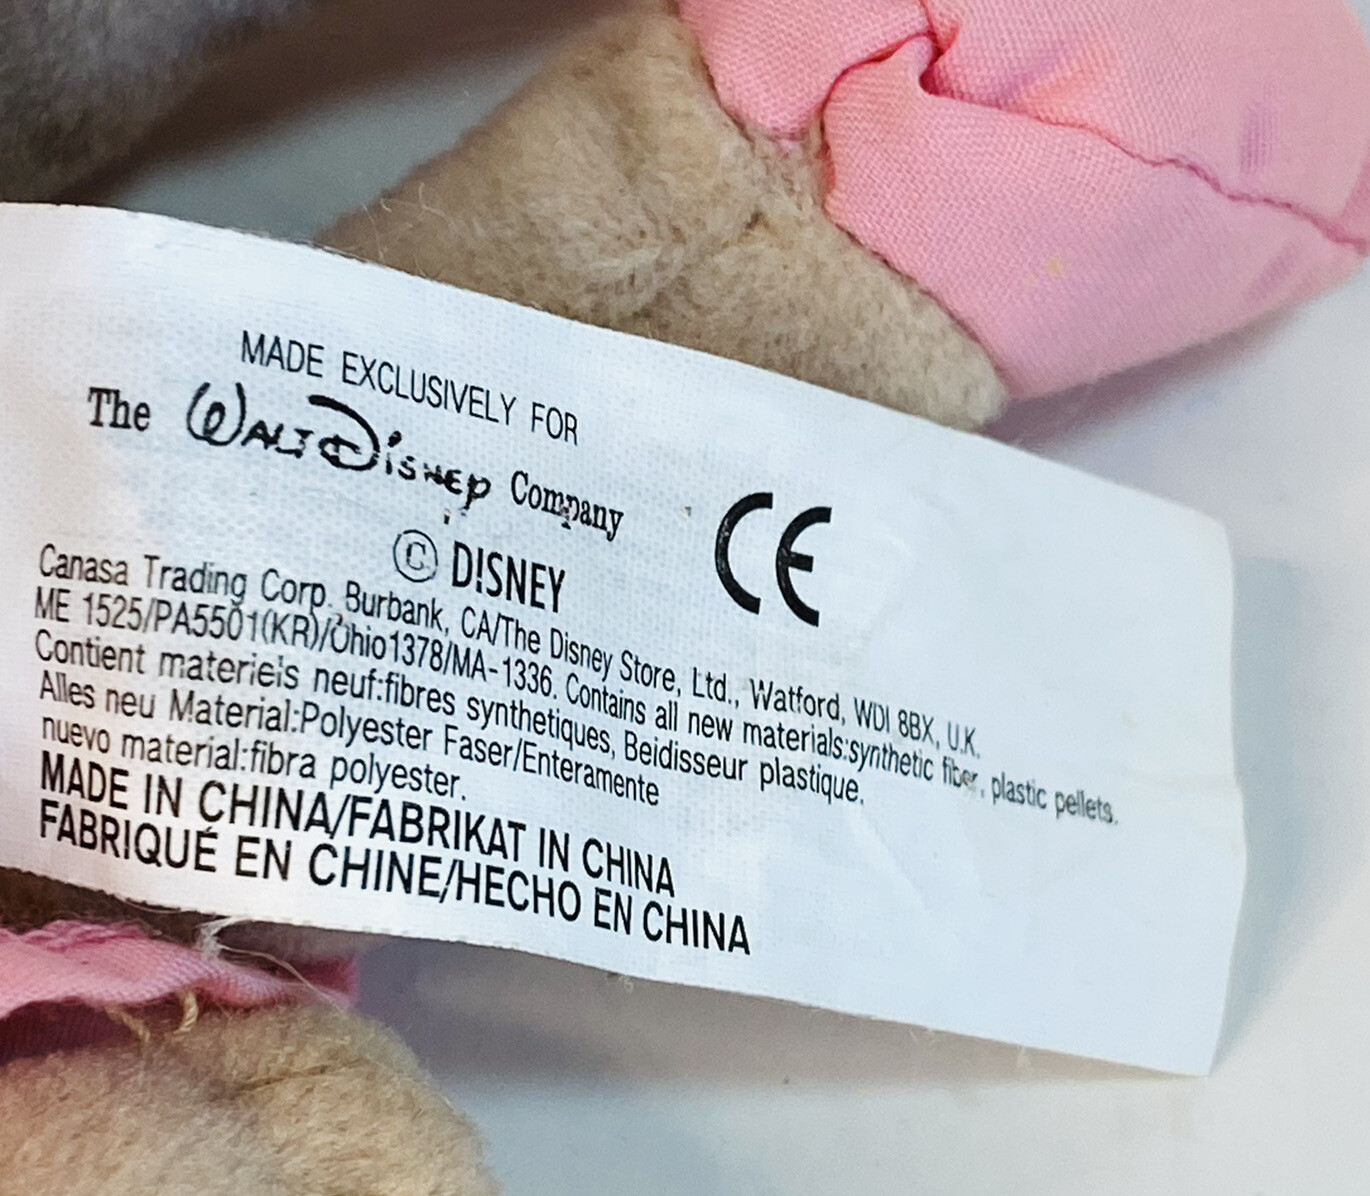 MADE EXCLUSIVELY FOR
The WALT DISNEY Company
CE
© DISNEY
Canasa Trading Corp. Burbank, CA/The Disney Store, Ltd., Watford, WDI 8BX, U.K.
ME 1525/PA5501(KR)/Ohio1378/MA-1336. Contains all new materials:synthetic fiber, plastic pellets.
Contient materieis neuf:fibres synthetiques, Beidisseur plastique.
Alles neu Material:Polyester Faser/Enteramente
nuevo material:fibra polyester.
MADE IN CHINA/FABRIKAT IN CHINA
FABRIQUÉ EN CHINE/HECHO EN CHINA